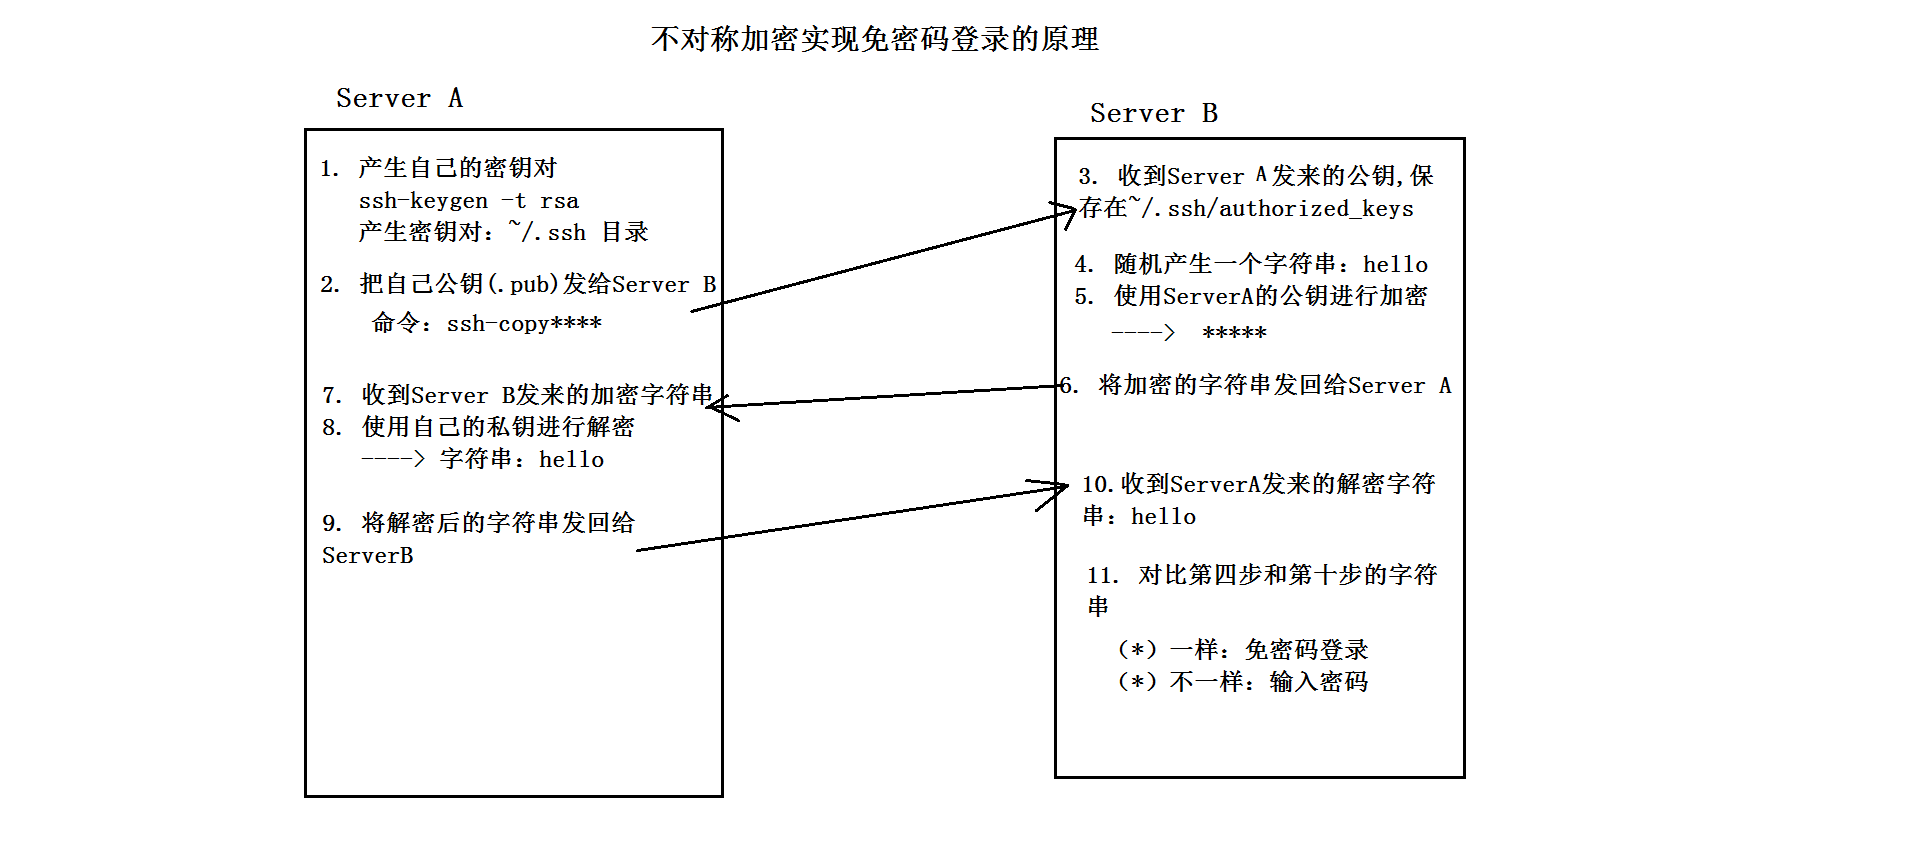 不对称加密实现免密码登录的原理
Server A
1. 产生自己的密钥对
ssh-keygen -t rsa
产生密钥对：~/.ssh 目录
2. 把自己公钥(.pub)发给Server B
命令：ssh-copy****
7. 收到Server B发来的加密字符串
8. 使用自己的私钥进行解密
----> 字符串：hello
9. 将解密后的字符串发回给
ServerB
Server B
3. 收到Server A 发来的公钥,保
存在~/.ssh/authorized_keys
4. 随机产生一个字符串：hello
5. 使用ServerA的公钥进行加密
----> *****
6. 将加密的字符串发回给Server A
10.收到ServerA发来的解密字符
串：hello
11. 对比第四步和第十步的字符
串
（*）一样：免密码登录
（*）不一样：输入密码